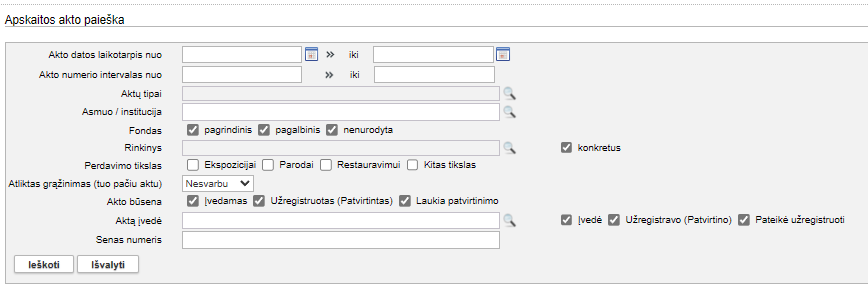 Apskaitos akto paieška
Akto datos laikotarpis nuo » iki
Akto numerio intervalas nuo » iki
Aktų tipai
Asmuo / institucija
Fondas pagrindinis pagalbinis nenurodyta
Rinkinys konkretus
Perdavimo tikslas Ekspozicijai Parodai Restauravimui Kitas tikslas
Atliktas grąžinimas (tuo pačiu aktu) Nesvarbu
Akto būsena Įvedamas Užregistruotas (Patvirtintas) Laukia patvirtinimo
Aktą įvedė Įvedė Užregistravo (Patvirtino) Pateikė užregistruoti
Senas numeris
Ieškoti Išvalyti